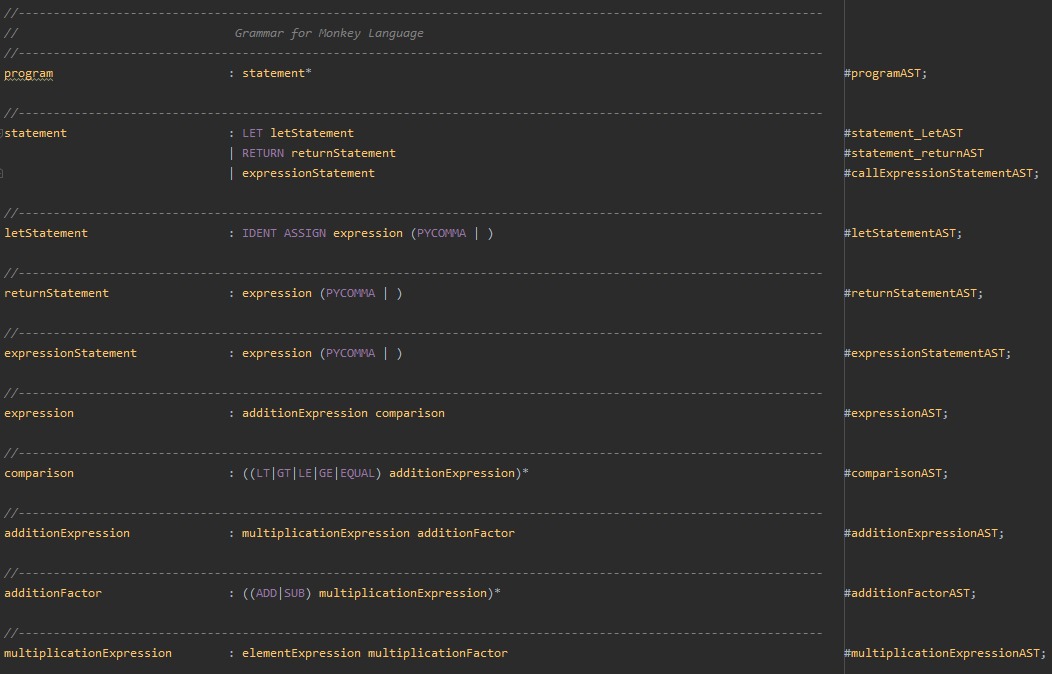 //-------------------------------------------------------------------------------------------------------------------
// Grammar for Monkey Language
//-------------------------------------------------------------------------------------------------------------------
program : statement* #programAST;
//-------------------------------------------------------------------------------------------------------------------
statement : LET letStatement #statement_LetAST
| RETURN returnStatement #statement_returnAST
| expressionStatement #callExpressionStatementAST;
//-------------------------------------------------------------------------------------------------------------------
letStatement : IDENT ASSIGN expression (PYCOMMA | ) #letStatementAST;
//-------------------------------------------------------------------------------------------------------------------
returnStatement : expression (PYCOMMA | ) #returnStatementAST;
//-------------------------------------------------------------------------------------------------------------------
expressionStatement : expression (PYCOMMA | ) #expressionStatementAST;
//-------------------------------------------------------------------------------------------------------------------
expression : additionExpression comparison #expressionAST;
//-------------------------------------------------------------------------------------------------------------------
comparison : ((LT|GT|LE|GE|EQUAL) additionExpression)* #comparisonAST;
//-------------------------------------------------------------------------------------------------------------------
additionExpression : multiplicationExpression additionFactor #additionExpressionAST;
//-------------------------------------------------------------------------------------------------------------------
additionFactor : ((ADD|SUB) multiplicationExpression)* #additionFactorAST;
//-------------------------------------------------------------------------------------------------------------------
multiplicationExpression : elementExpression multiplicationFactor #multiplicationExpressionAST;